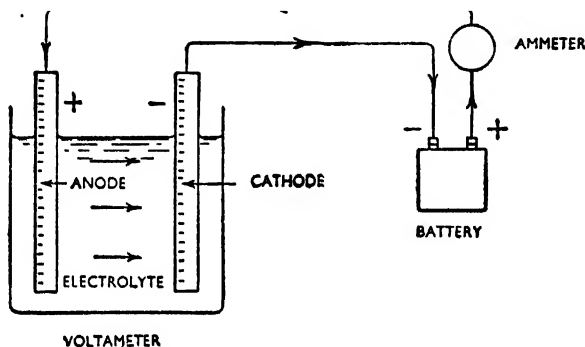 AMMETER
+
-
-
+
ANODE
CATHODE
BATTERY
ELECTROLYTE
VOLTAMETER